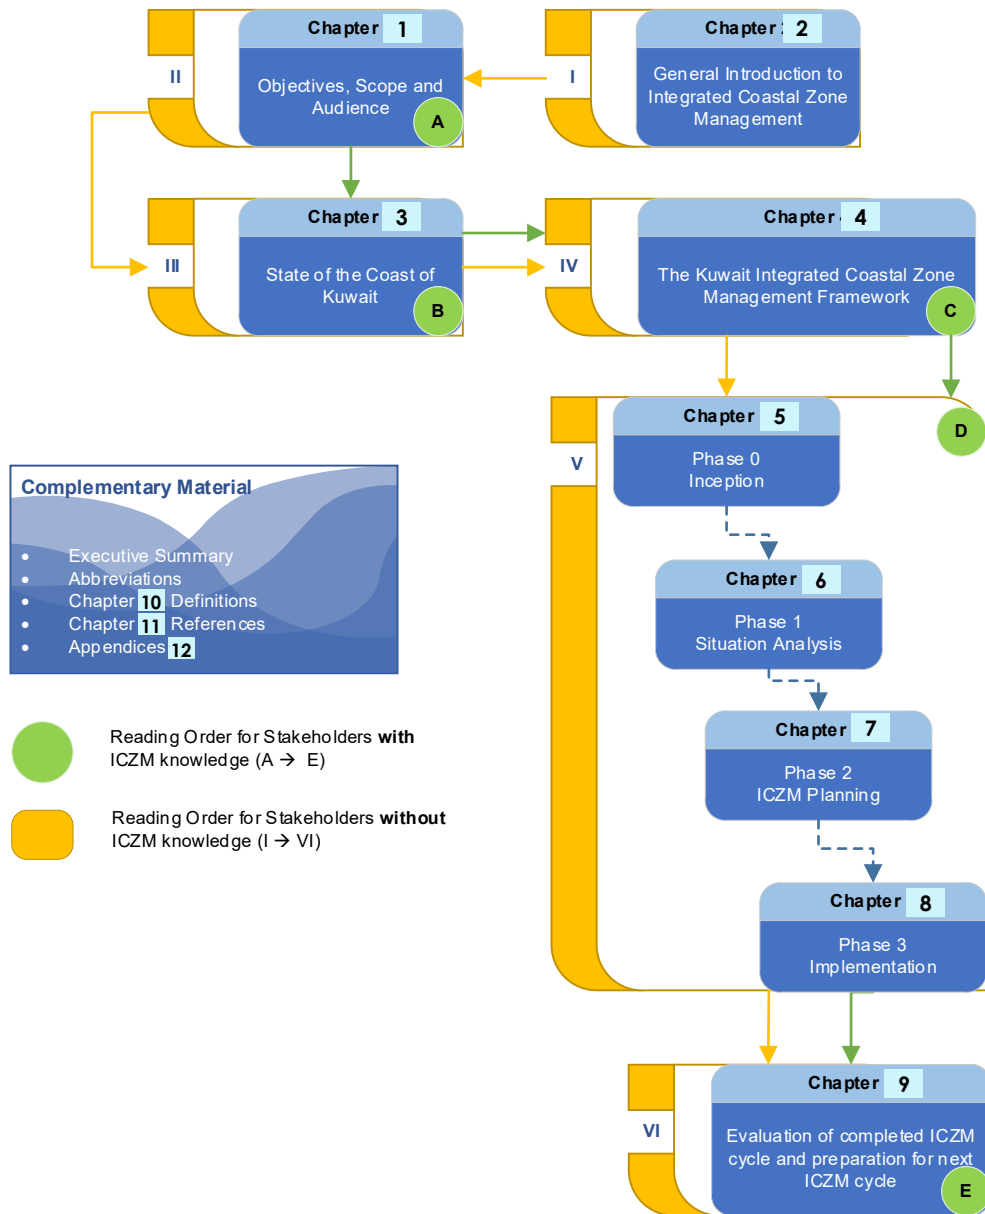 Chapter 1
II
Objectives, Scope and
Audience
A
Chapter 2
I
General Introduction to
Integrated Coastal Zone
Management
Chapter 3
III
State of the Coast of
Kuwait
B
Chapter 4
IV
The Kuwait Integrated Coastal Zone
Management Framework
C
Chapter 5
D
V
Phase 0
Inception
Complementary Material
• Executive Summary
• Abbreviations
• Chapter 10 Definitions
• Chapter 11 References
• Appendices 12
Chapter 6
Phase 1
Situation Analysis
Chapter 7
Phase 2
ICZM Planning
Reading Order for Stakeholders with
ICZM knowledge (A → E)
Reading Order for Stakeholders without
ICZM knowledge (I → VI)
Chapter 8
Phase 3
Implementation
Chapter 9
VI
Evaluation of completed ICZM
cycle and preparation for next
ICZM cycle
E